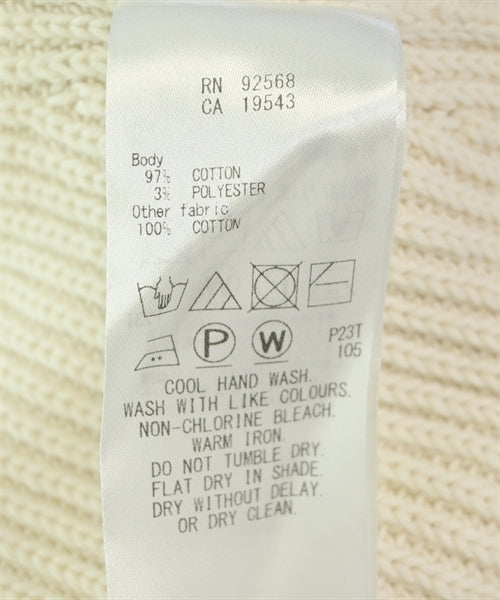 RN 92568
CA 19543
Body
97% COTTON
3% POLYESTER
Other fabric
100% COTTON
P W
P23T
105
COOL HAND WASH.
WASH WITH LIKE COLOURS.
NON-CHLORINE BLEACH.
WARM IRON.
DO NOT TUMBLE DRY.
FLAT DRY IN SHADE.
DRY WITHOUT DELAY.
OR DRY CLEAN.